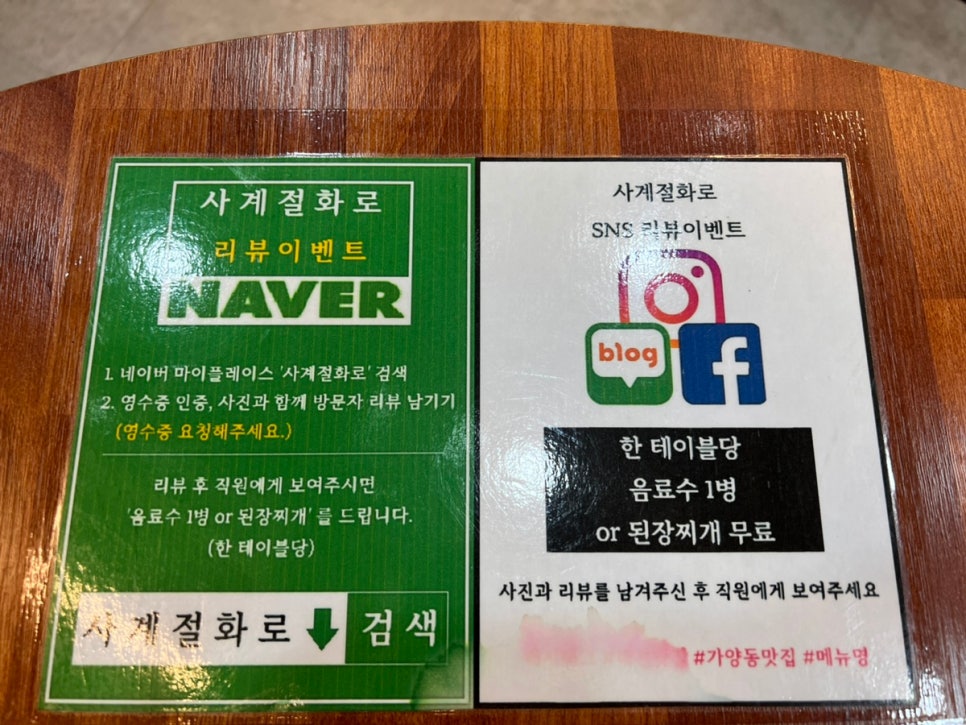 사계절화로
리뷰이벤트
NAVER
1. 네이버 마이플레이스 '사계절화로' 검색
2. 영수증 인증, 사진과 함께 방문자 리뷰 남기기
(영수증 요청해주세요.)
리뷰 후 직원에게 보여주시면
'음료수 1병 or 된장찌개' 를 드립니다.
(한 테이블당)
사계절화로 검색
사계절화로
SNS 리뷰이벤트
blog
f
한 테이블당
음료수 1병
or 된장찌개 무료
사진과 리뷰를 남겨주신 후 직원에게 보여주세요
#가양동맛집 #메뉴명